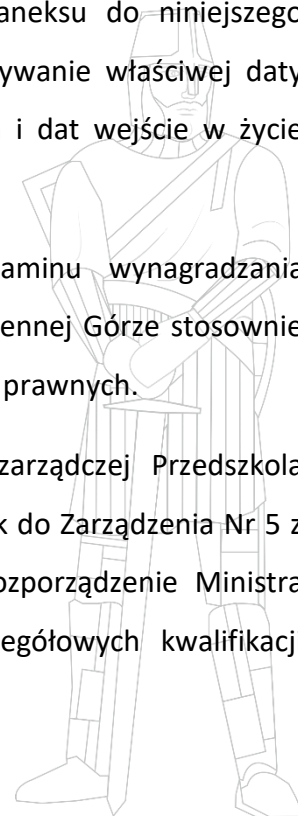 aneksu do niniejszego
ywanie właściwej daty
i dat wejście w życie
aminu wynagradzania
ennej Górze stosownie
prawnych.
zarządczej Przedszkola
k do Zarządzenia Nr 5 z
ozporządzenie Ministra
egółowych kwalifikacji